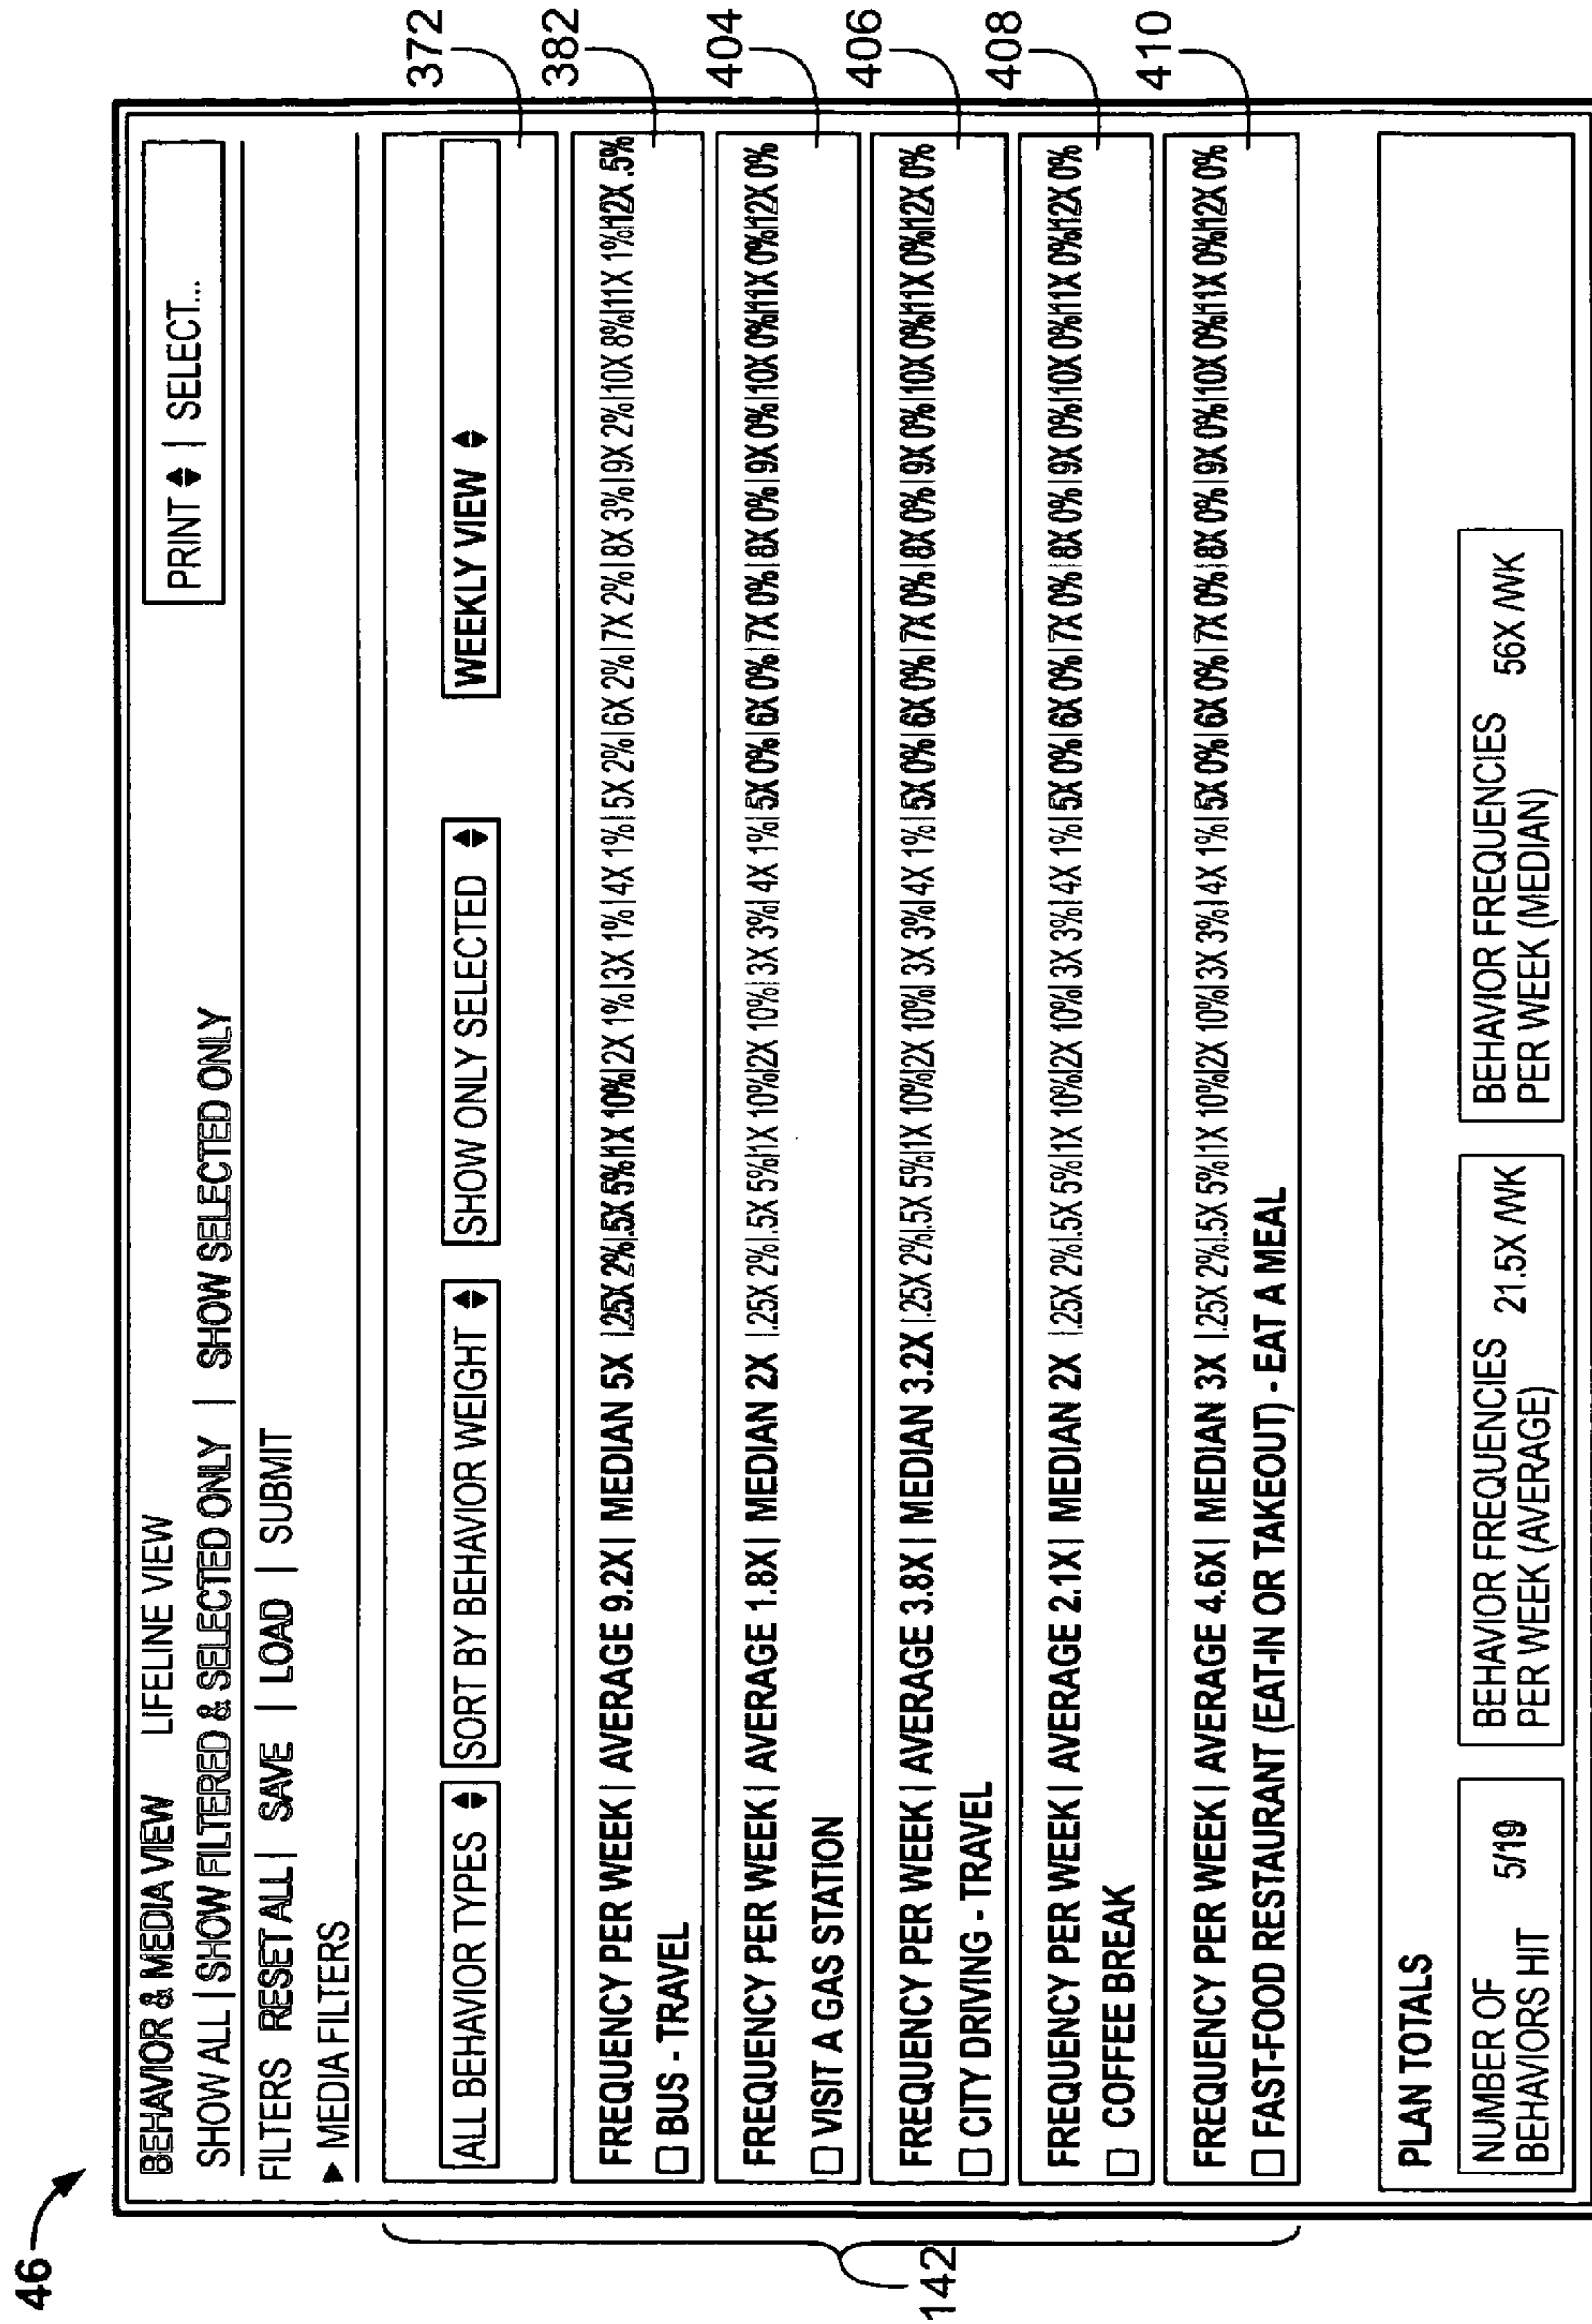 46
BEHAVIOR & MEDIA VIEW LIFELINE VIEW
PRINT | SELECT...
SHOW ALL | SHOW FILTERED & SELECTED ONLY | SHOW SELECTED ONLY
FILTERS RESET ALL | SAVE | LOAD | SUBMIT
▶ MEDIA FILTERS
ALL BEHAVIOR TYPES SORT BY BEHAVIOR WEIGHT SHOW ONLY SELECTED WEEKLY VIEW
372
FREQUENCY PER WEEK | AVERAGE 9.2X | MEDIAN 5X |.25X 2%|.5X 5%|1X 10%|2X 1%|3X 1%|4X 1%|5X 2%|6X 2%|7X 2%|8X 3%|9X 2%|10X 8%|11X 1%|12X .5%
☐ BUS - TRAVEL
382
FREQUENCY PER WEEK | AVERAGE 1.8X | MEDIAN 2X |.25X 2%|.5X 5%|1X 10%|2X 10%|3X 3%|4X 1%|5X 0%|6X 0%|7X 0%|8X 0%|9X 0%|10X 0%|11X 0%|12X 0%
☐ VISIT A GAS STATION
404
FREQUENCY PER WEEK | AVERAGE 3.8X | MEDIAN 3.2X |.25X 2%|.5X 5%|1X 10%|2X 10%|3X 3%|4X 1%|5X 0%|6X 0%|7X 0%|8X 0%|9X 0%|10X 0%|11X 0%|12X 0%
☐ CITY DRIVING - TRAVEL
406
FREQUENCY PER WEEK | AVERAGE 2.1X | MEDIAN 2X |.25X 2%|.5X 5%|1X 10%|2X 10%|3X 3%|4X 1%|5X 0%|6X 0%|7X 0%|8X 0%|9X 0%|10X 0%|11X 0%|12X 0%
☐ COFFEE BREAK
408
FREQUENCY PER WEEK | AVERAGE 4.6X | MEDIAN 3X |.25X 2%|.5X 5%|1X 10%|2X 10%|3X 3%|4X 1%|5X 0%|6X 0%|7X 0%|8X 0%|9X 0%|10X 0%|11X 0%|12X 0%
☐ FAST-FOOD RESTAURANT (EAT-IN OR TAKEOUT) - EAT A MEAL
410
142
PLAN TOTALS
NUMBER OF
BEHAVIORS HIT
5/19
BEHAVIOR FREQUENCIES
PER WEEK (AVERAGE)
21.5X /WK
BEHAVIOR FREQUENCIES
PER WEEK (MEDIAN)
56X /WK